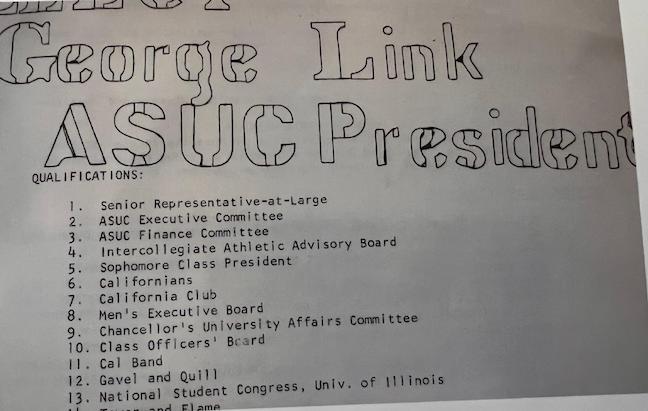 George Link
ASUC President
QUALIFICATIONS:
1. Senior Representative-at-Large
2. ASUC Executive Committee
3. ASUC Finance Committee
4. Intercollegiate Athletic Advisory Board
5. Sophomore Class President
6. Californians
7. California Club
8. Men's Executive Board
9. Chancellor's University Affairs Committee
10. Class Officers' Board
11. Cal Band
12. Gavel and Quill
13. National Student Congress, Univ. of Illinois
and Flame